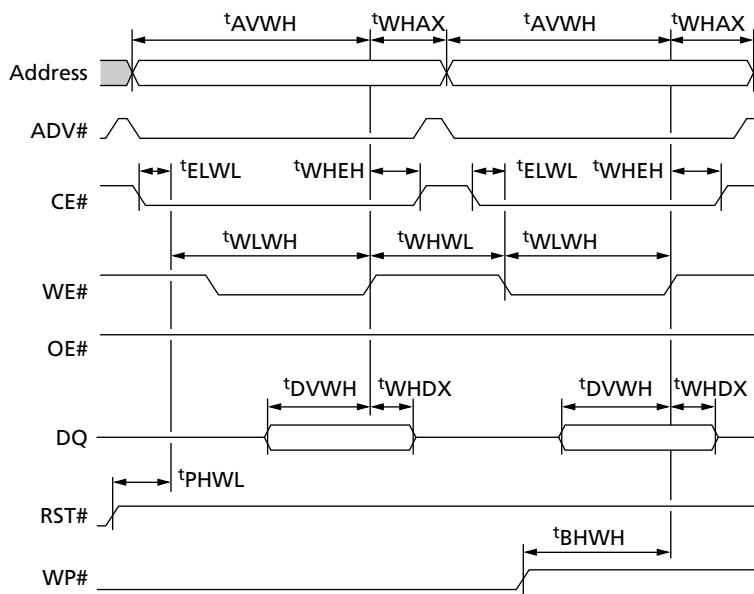 tAVWH tWHAX tAVWH tWHAX
Address
ADV#
tELWL tWHEH tELWL tWHEH
CE#
tWLWH tWHWL tWLWH
WE#
OE#
tDVWH tWHDX tDVWH tWHDX
DQ
tPHWL
RST#
tBHWH
WP#